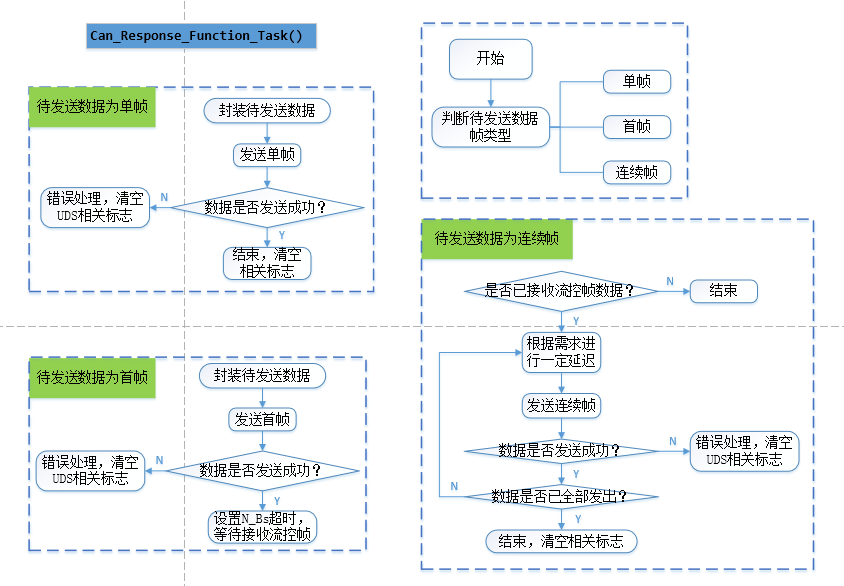 Can_Response_Function_Task()
待发送数据为单帧
封装待发送数据
发送单帧
数据是否发送成功？
N
错误处理，清空
UDS相关标志
Y
结束，清空
相关标志
开始
判断待发送数据
帧类型
单帧
首帧
连续帧
待发送数据为首帧
封装待发送数据
发送首帧
数据是否发送成功？
N
错误处理，清空
UDS相关标志
Y
设置N_Bs超时，
等待接收流控帧
待发送数据为连续帧
是否已接收流控帧数据？
N
结束
Y
根据需求进
行一定延迟
发送连续帧
数据是否发送成功？
N
错误处理，清空
UDS相关标志
Y
数据是否已全部发出？
N
Y
结束，清空相关标志